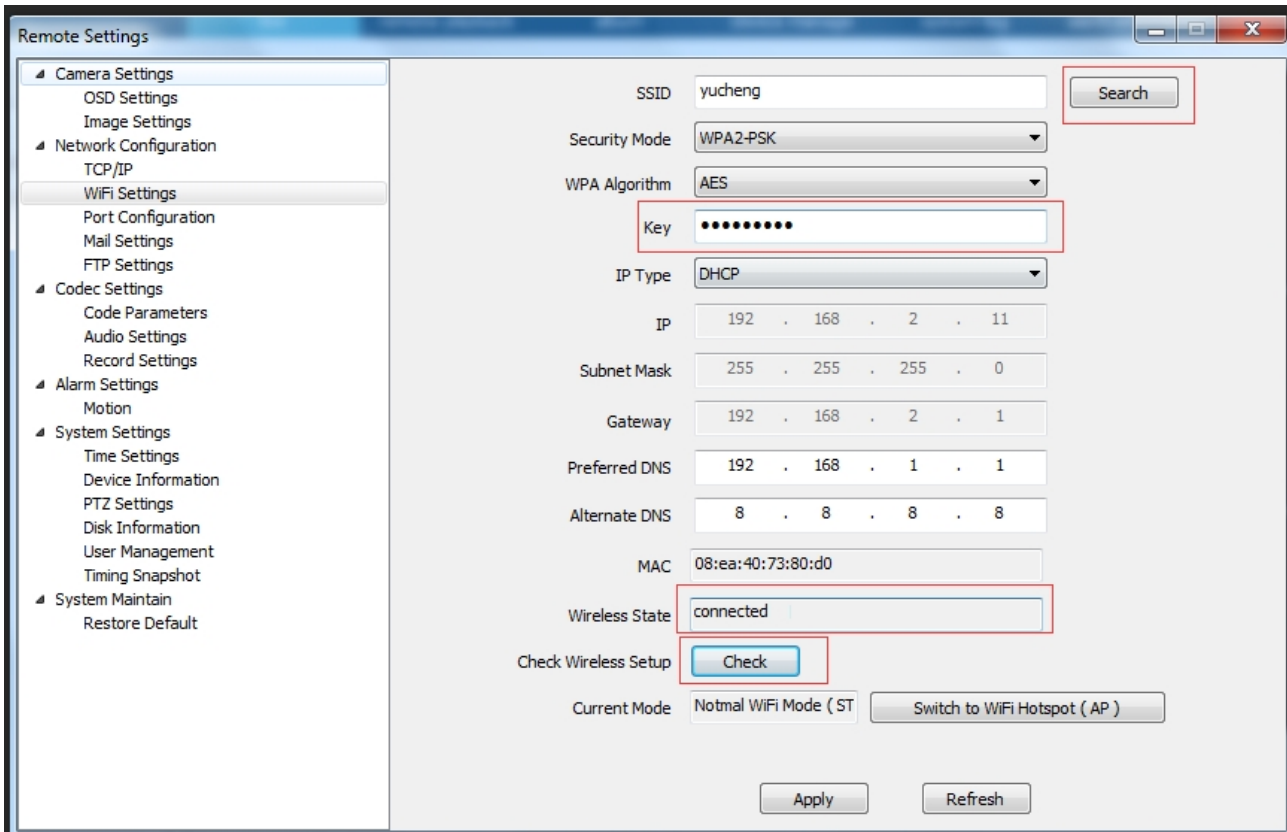 Remote Settings
Camera Settings
OSD Settings
Image Settings
Network Configuration
TCP/IP
WiFi Settings
Port Configuration
Mail Settings
FTP Settings
Codec Settings
Code Parameters
Audio Settings
Record Settings
Alarm Settings
Motion
System Settings
Time Settings
Device Information
PTZ Settings
Disk Information
User Management
Timing Snapshot
System Maintain
Restore Default
SSID yucheng Search
Security Mode WPA2-PSK
WPA Algorithm AES
Key •••••••••
IP Type DHCP
IP 192 . 168 . 2 . 11
Subnet Mask 255 . 255 . 255 . 0
Gateway 192 . 168 . 2 . 1
Preferred DNS 192 . 168 . 1 . 1
Alternate DNS 8 . 8 . 8 . 8
MAC 08:ea:40:73:80:d0
Wireless State connected
Check Wireless Setup Check
Current Mode Notmal WiFi Mode ( ST Switch to WiFi Hotspot ( AP )
Apply Refresh